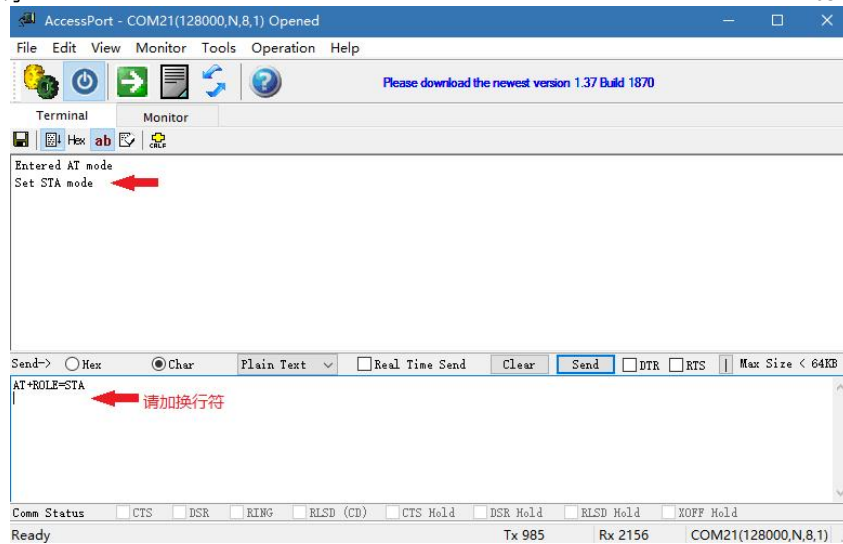 AccessPort - COM21(128000,N,8,1) Opened
File Edit View Monitor Tools Operation Help
Please download the newest version 1.37 Build 1870
Terminal Monitor
Hex ab CRLF
Entered AT mode
Set STA mode
Send-> Hex Char Plain Text Real Time Send Clear Send DTR RTS Max Size < 64KB
AT+ROLE=STA
请加换行符
Comm Status CTS DSR RING RLSD (CD) CTS Hold DSR Hold RLSD Hold XOFF Hold
Ready Tx 985 Rx 2156 COM21(128000,N,8,1)